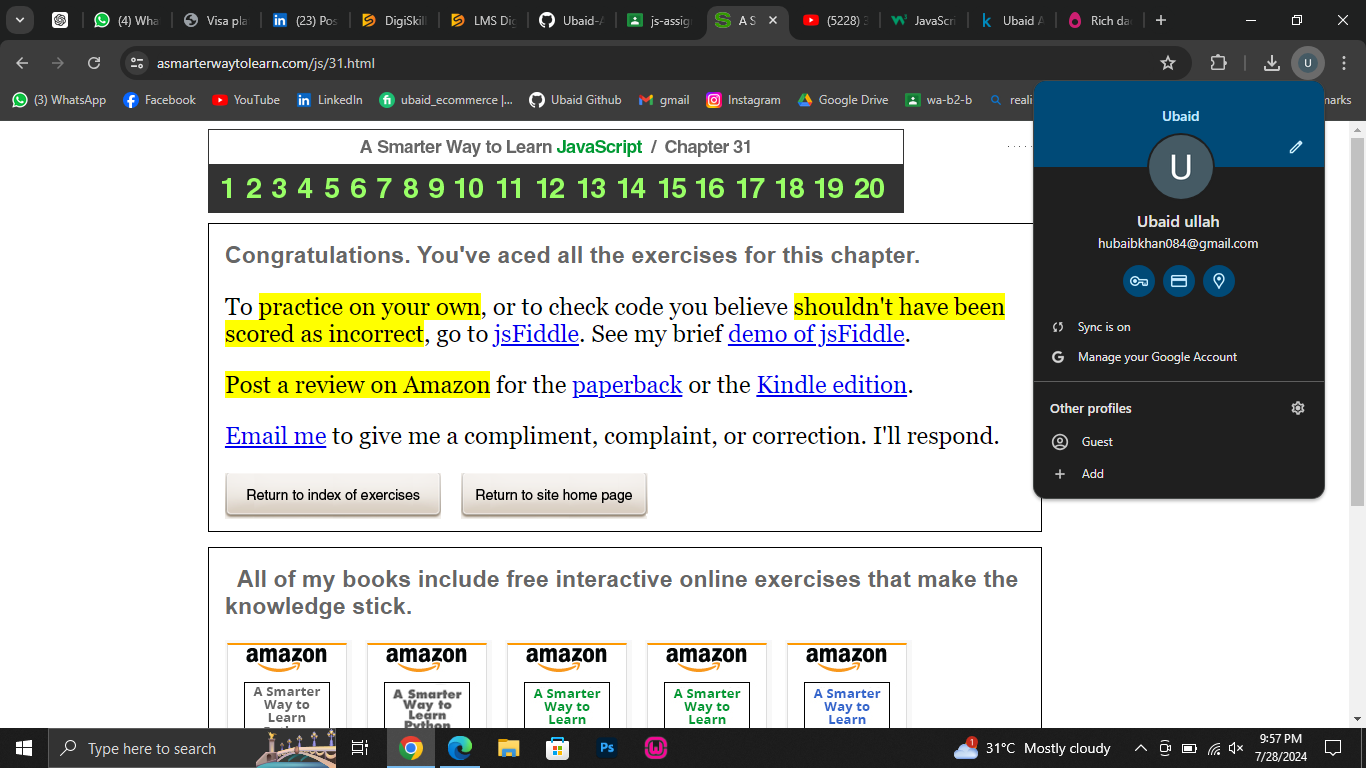 (4) Wha
Visa pla
(23) Pos
DigiSkil
LMS Dig
Ubaid-A
js-assig
A S
(5228) 3
JavaScri
Ubaid A
Rich da
asmarterwaytolearn.com/js/31.html
U
(3) WhatsApp
Facebook
YouTube
LinkedIn
ubaid_ecommerce |...
Ubaid Github
gmail
Instagram
Google Drive
wa-b2-b
reali
marks
A Smarter Way to Learn JavaScript / Chapter 31
1 2 3 4 5 6 7 8 9 10 11 12 13 14 15 16 17 18 19 20
Congratulations. You've aced all the exercises for this chapter.
To practice on your own, or to check code you believe shouldn't have been
scored as incorrect, go to jsFiddle. See my brief demo of jsFiddle.
Post a review on Amazon for the paperback or the Kindle edition.
Email me to give me a compliment, complaint, or correction. I'll respond.
Return to index of exercises
Return to site home page
All of my books include free interactive online exercises that make the
knowledge stick.
amazon
A Smarter
Way to
Learn
amazon
A Smarter
Way to
Learn
Python
amazon
A Smarter
Way to
Learn
amazon
A Smarter
Way to
Learn
amazon
A Smarter
Way to
Learn
Ubaid
U
Ubaid ullah
hubaibkhan084@gmail.com
Sync is on
Manage your Google Account
Other profiles
Guest
Add
Type here to search
Ps
1
31°C Mostly cloudy
9:57 PM
7/28/2024